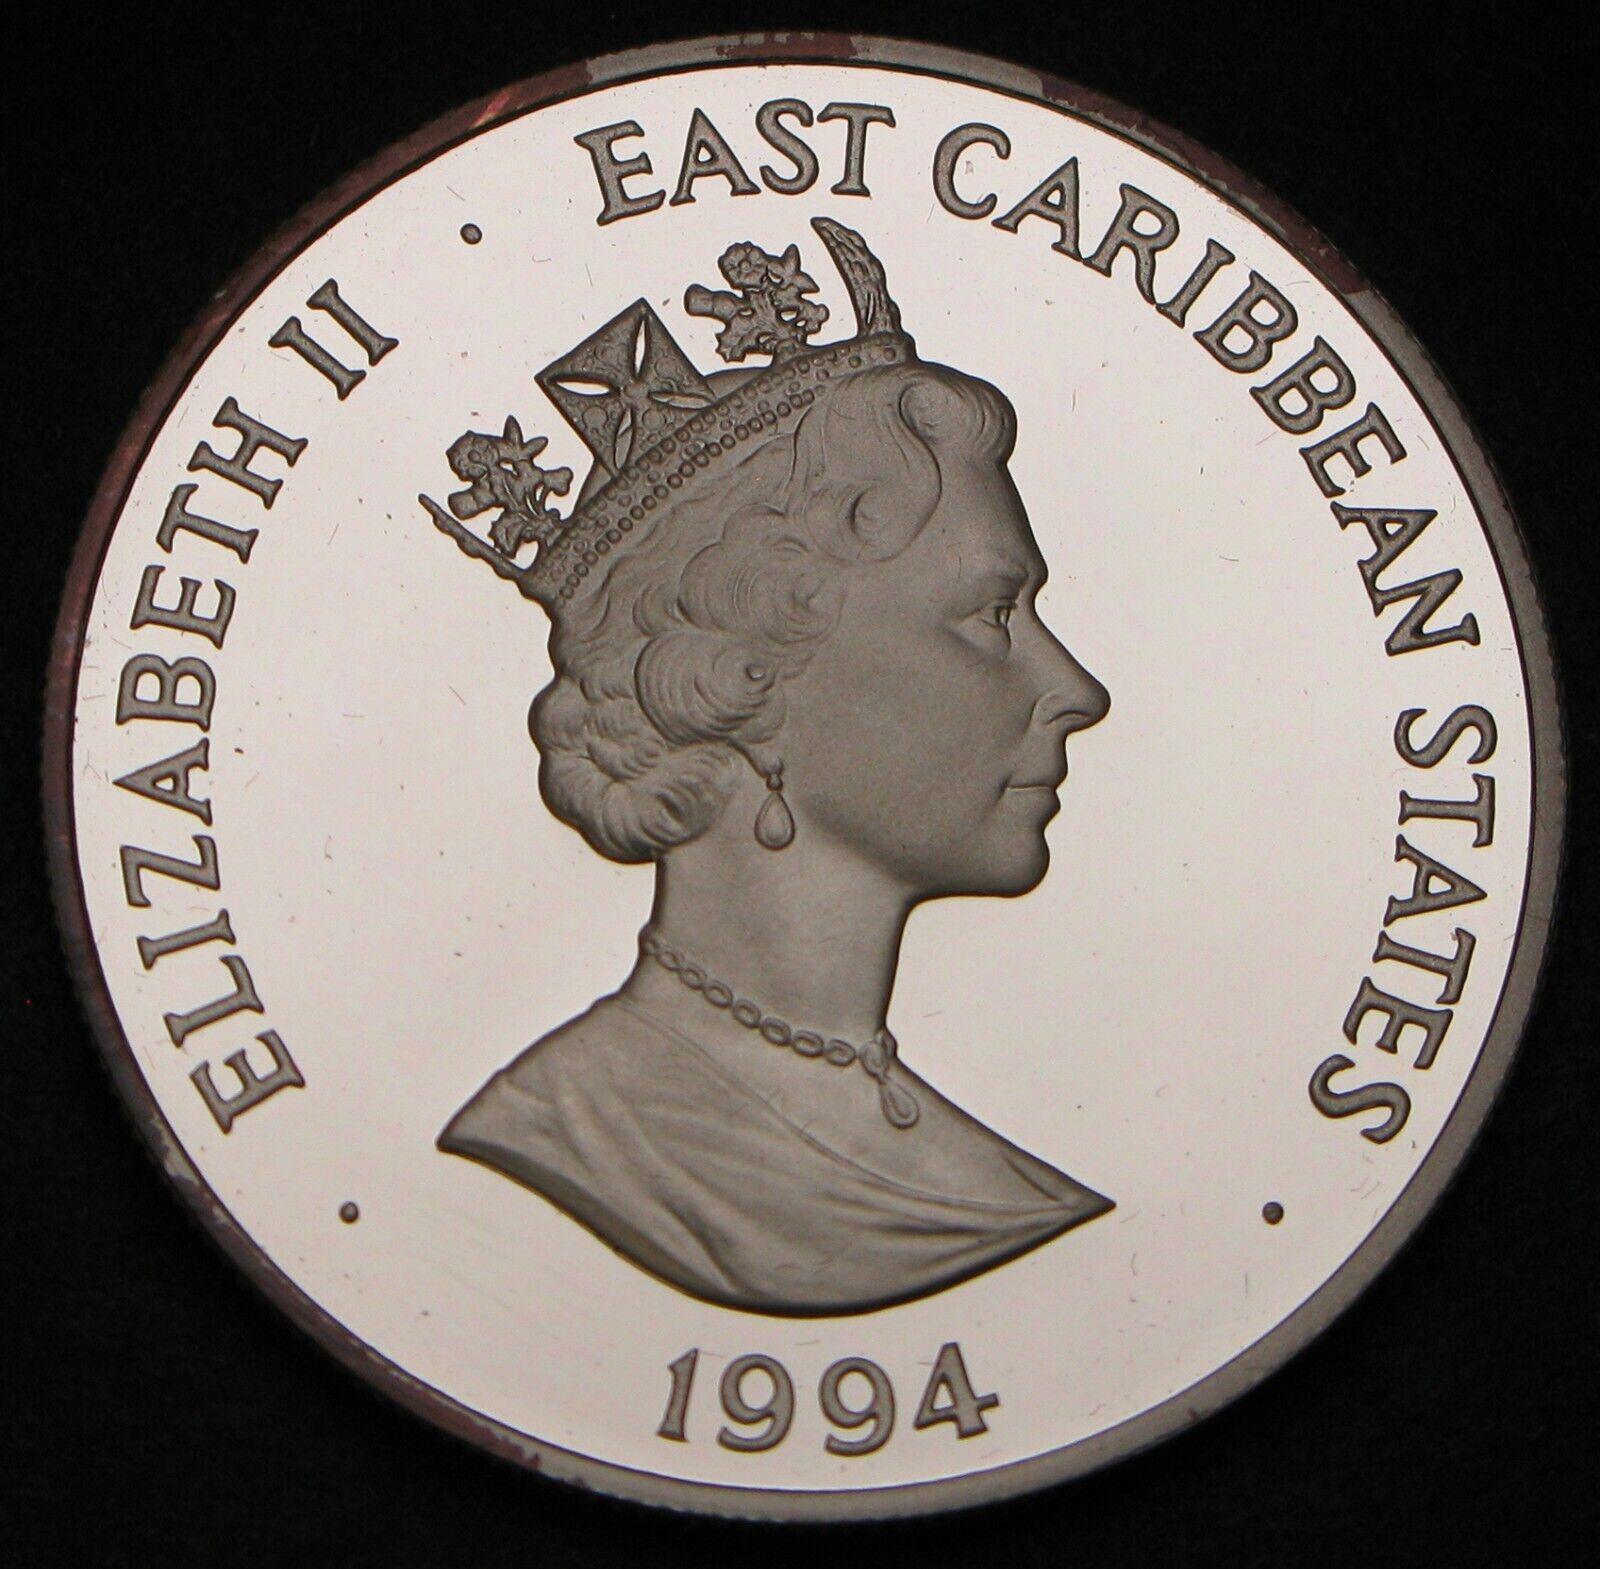 ELIZABETH II · EAST CARIBBEAN STATES
· 1994 ·